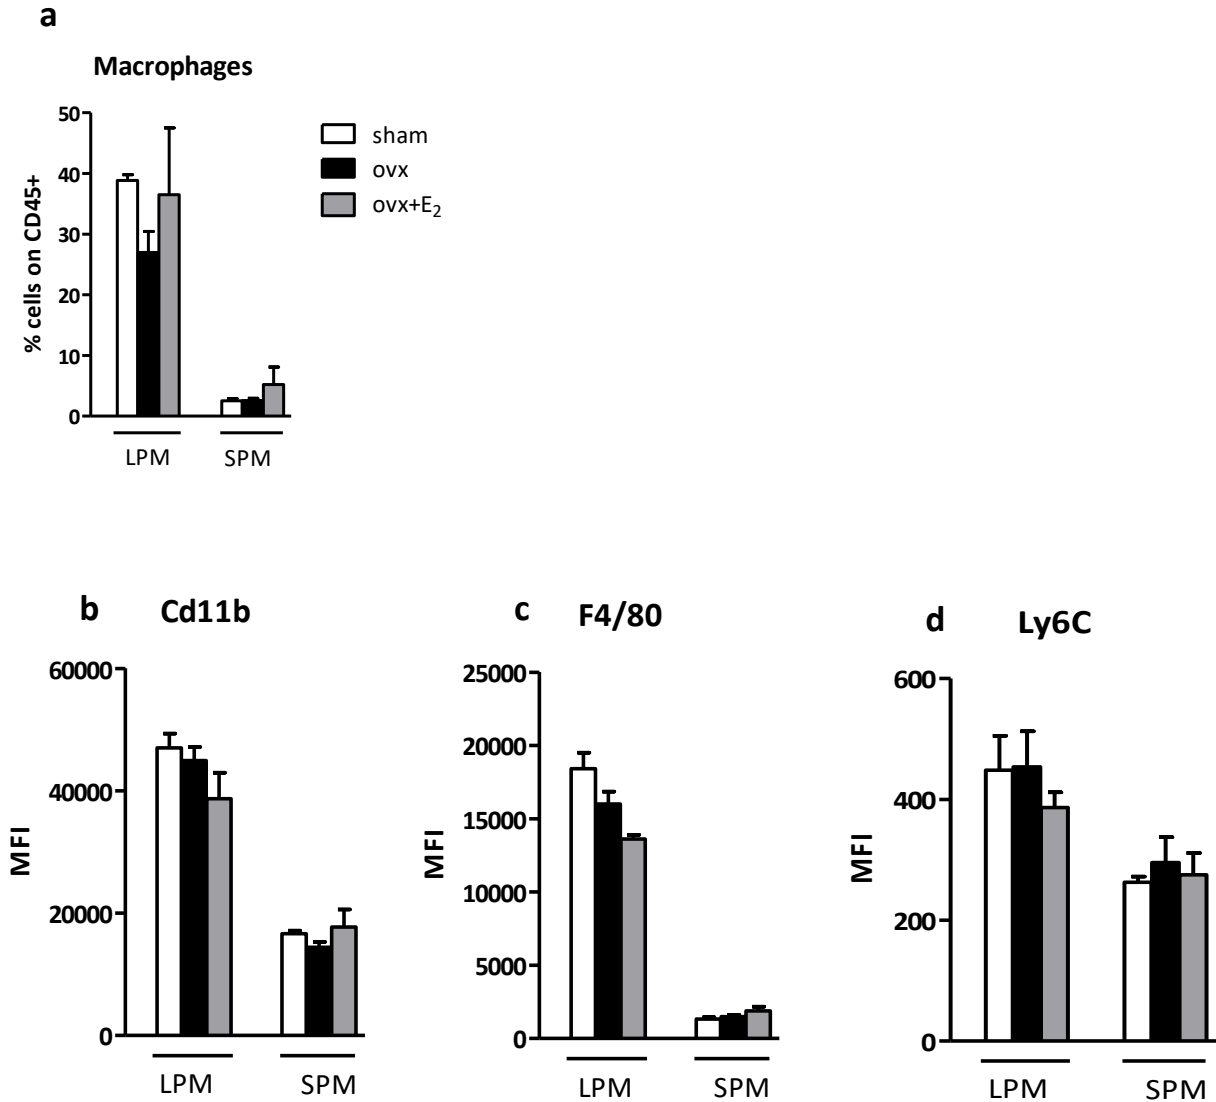 a
Macrophages
% cells on CD45+
50
40
30
20
10
0
LPM SPM
sham
ovx
ovx+E₂
b Cd11b
MFI
60000
40000
20000
0
LPM SPM
c F4/80
MFI
25000
20000
15000
10000
5000
0
LPM SPM
d Ly6C
MFI
600
400
200
0
LPM SPM